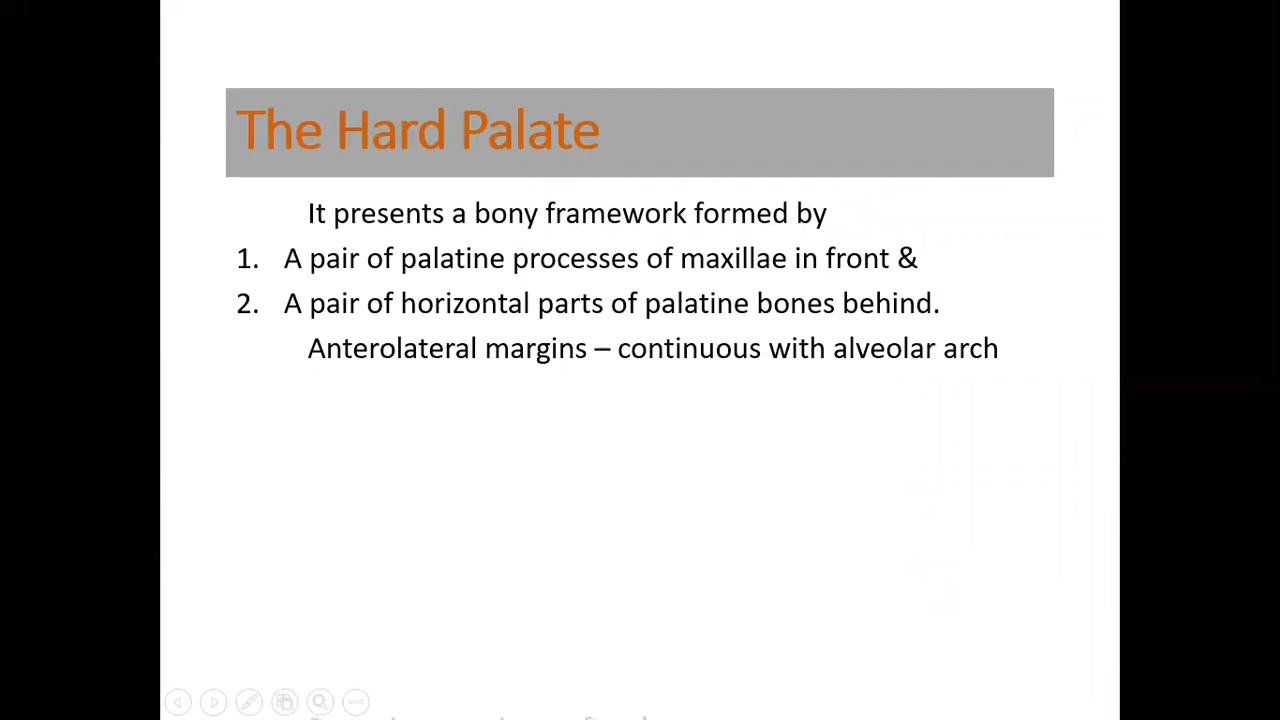 The Hard Palate
It presents a bony framework formed by
1. A pair of palatine processes of maxillae in front &
2. A pair of horizontal parts of palatine bones behind.
Anterolateral margins – continuous with alveolar arch